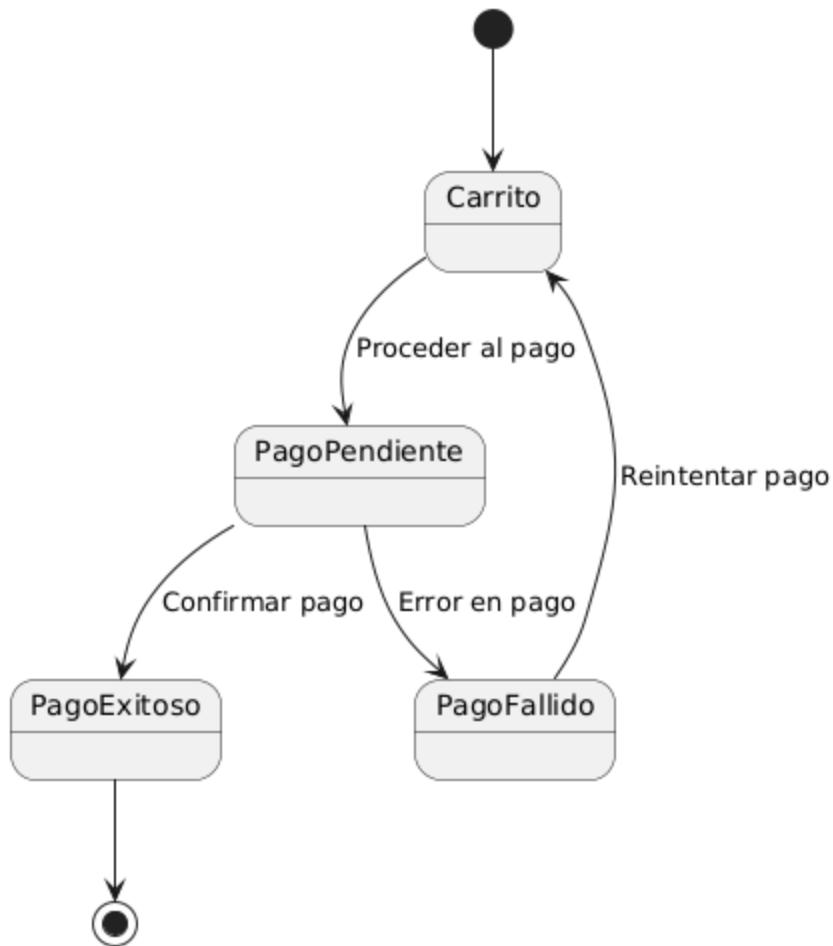 Carrito
Proceder al pago
PagoPendiente
Reintentar pago
Confirmar pago
Error en pago
PagoExitoso
PagoFallido